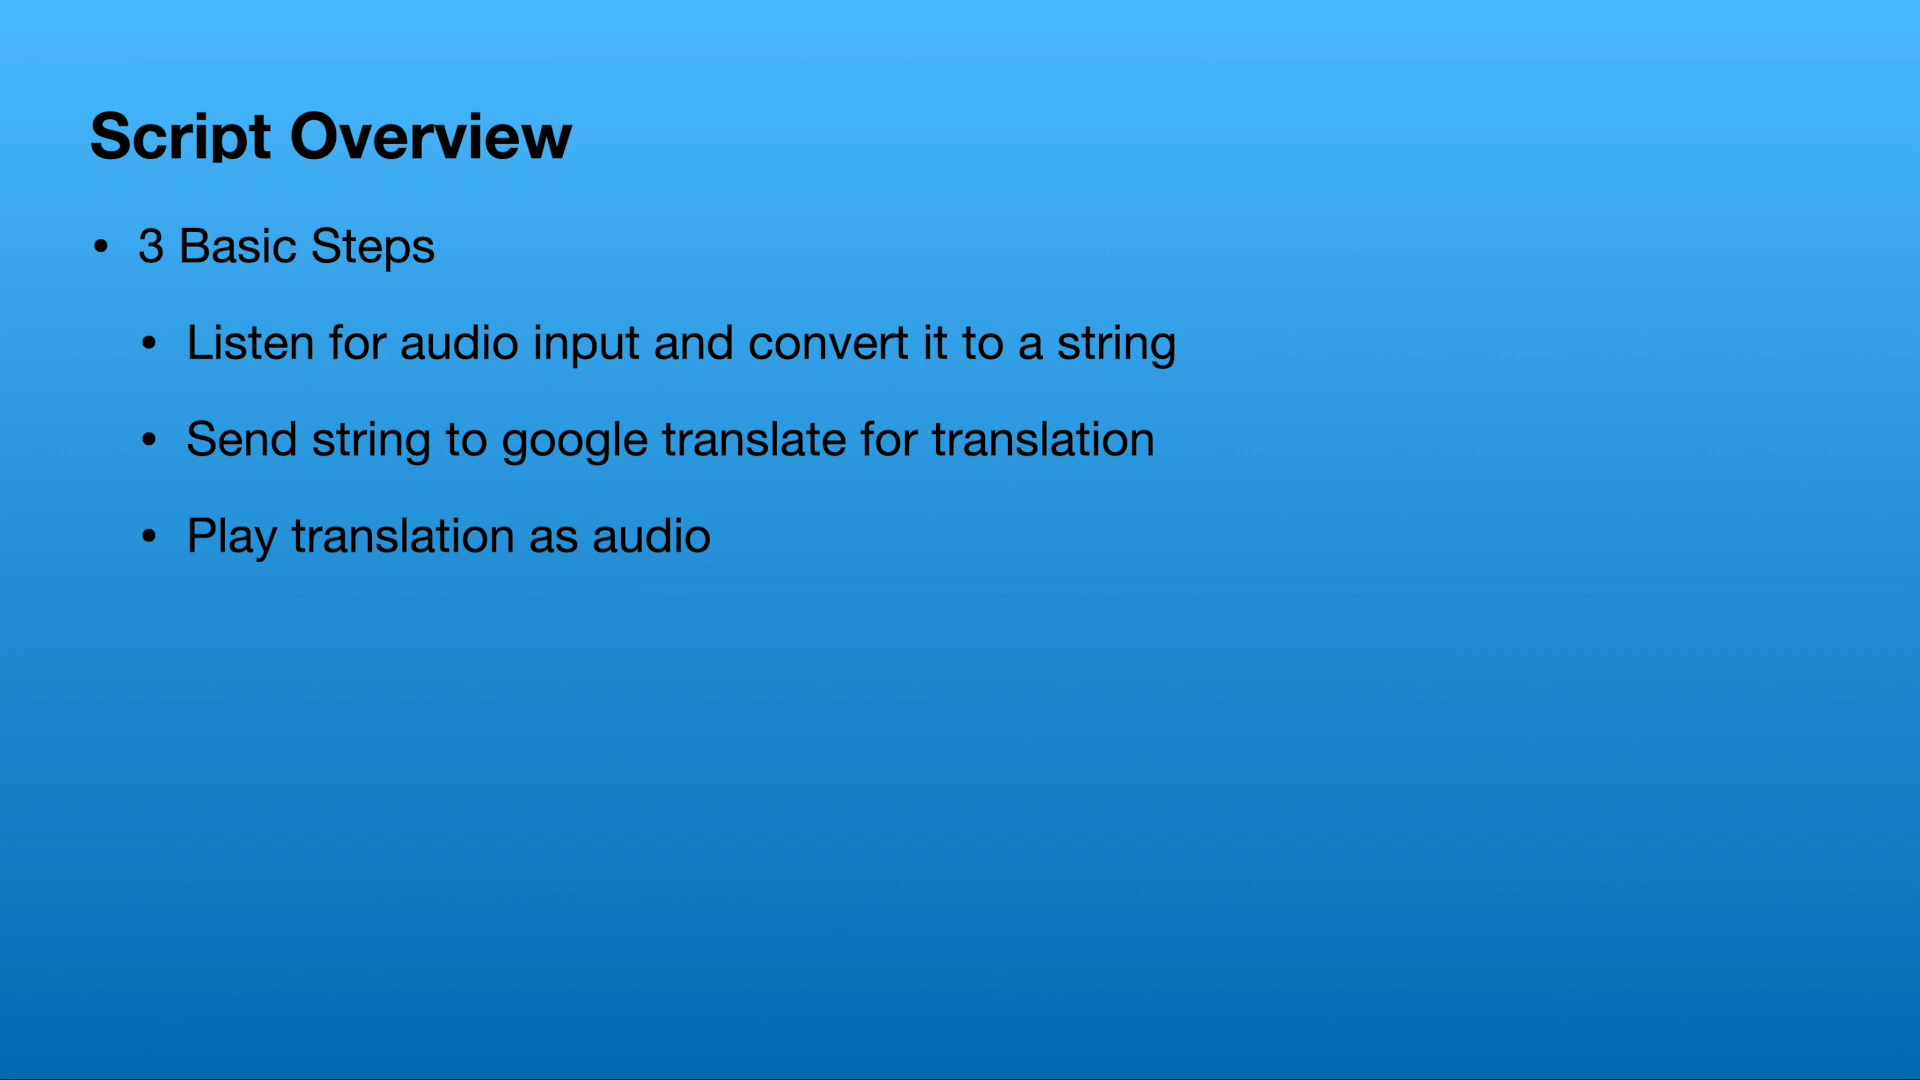 Script Overview
• 3 Basic Steps
• Listen for audio input and convert it to a string
• Send string to google translate for translation
• Play translation as audio